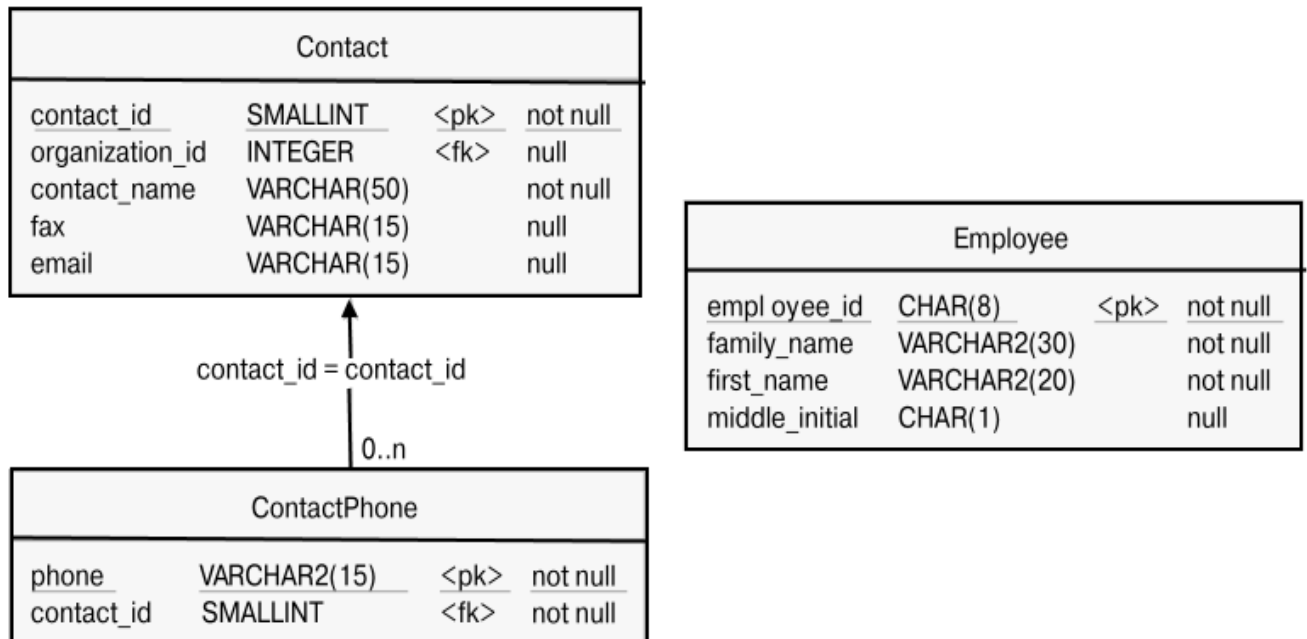 Contact
contact_id SMALLINT <pk> not null
organization_id INTEGER <fk> null
contact_name VARCHAR(50) not null
fax VARCHAR(15) null
email VARCHAR(15) null
contact_id = contact_id
0..n
ContactPhone
phone VARCHAR2(15) <pk> not null
contact_id SMALLINT <fk> not null
Employee
empl oyee_id CHAR(8) <pk> not null
family_name VARCHAR2(30) not null
first_name VARCHAR2(20) not null
middle_initial CHAR(1) null